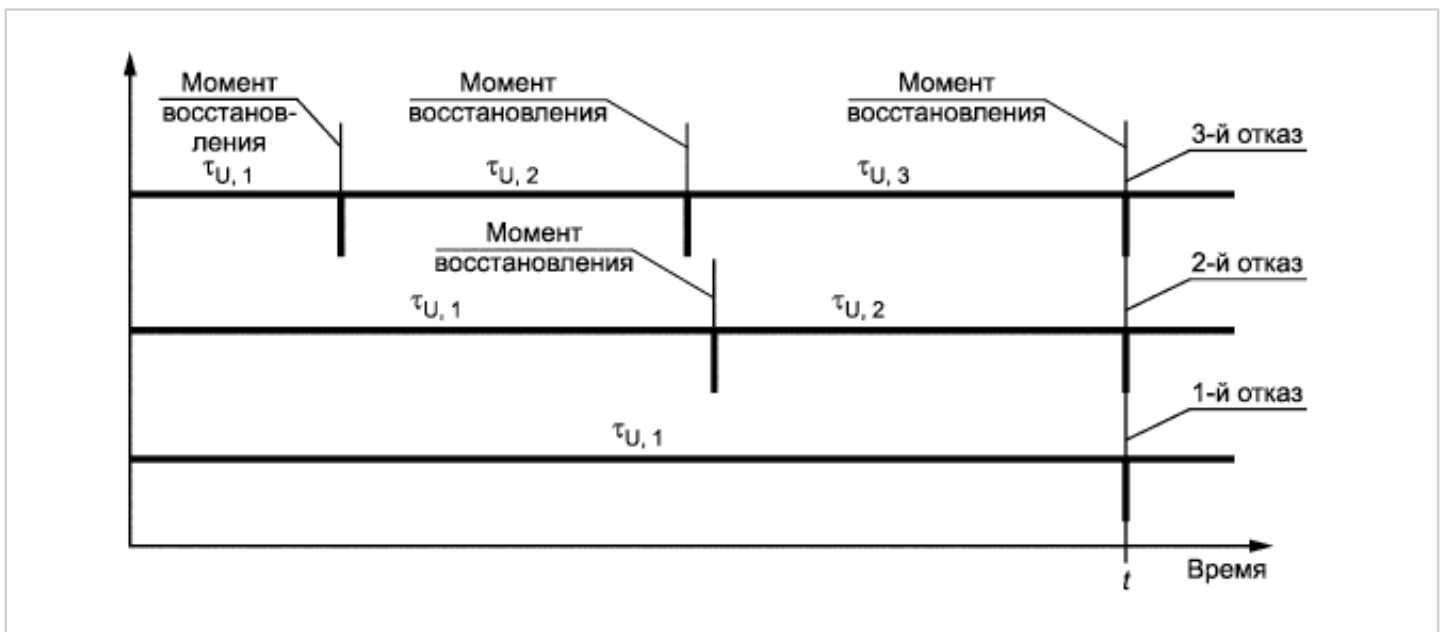 Момент
восстанов-
ления
τU, 1
Момент
восстановления
τU, 2
Момент
восстановления
τU, 3
3-й отказ
Момент
восстановления
τU, 1
τU, 2
2-й отказ
τU, 1
1-й отказ
t
Время